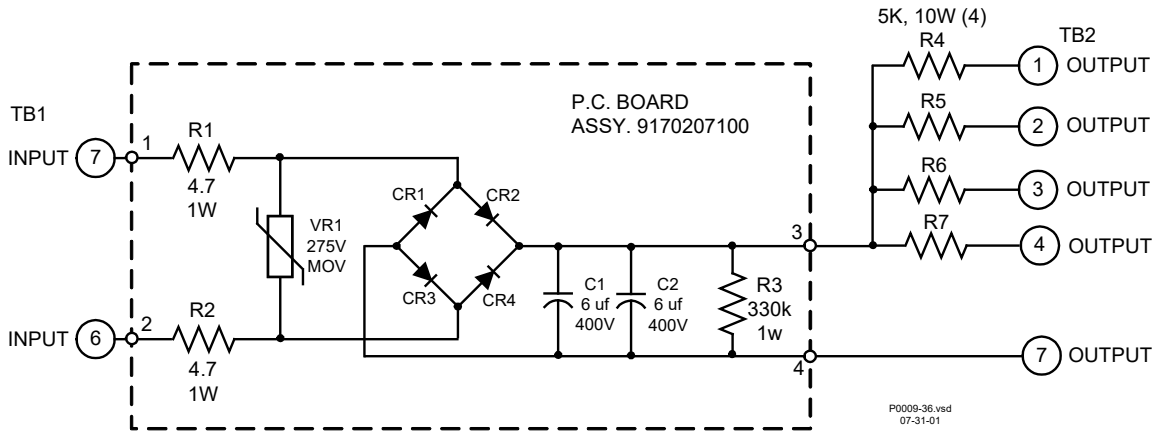 5K, 10W (4)
R4
TB2
1 OUTPUT
P.C. BOARD
ASSY. 9170207100
R5
2 OUTPUT
TB1
R1
1
INPUT 7
4.7
1W
R6
3 OUTPUT
CR1
CR2
VR1
275V
MOV
3
R7
4 OUTPUT
CR3
CR4
C1
6 uf
400V
C2
6 uf
400V
R3
330k
1w
R2
2
INPUT 6
4.7
1W
4
7 OUTPUT
P0009-36.vsd
07-31-01